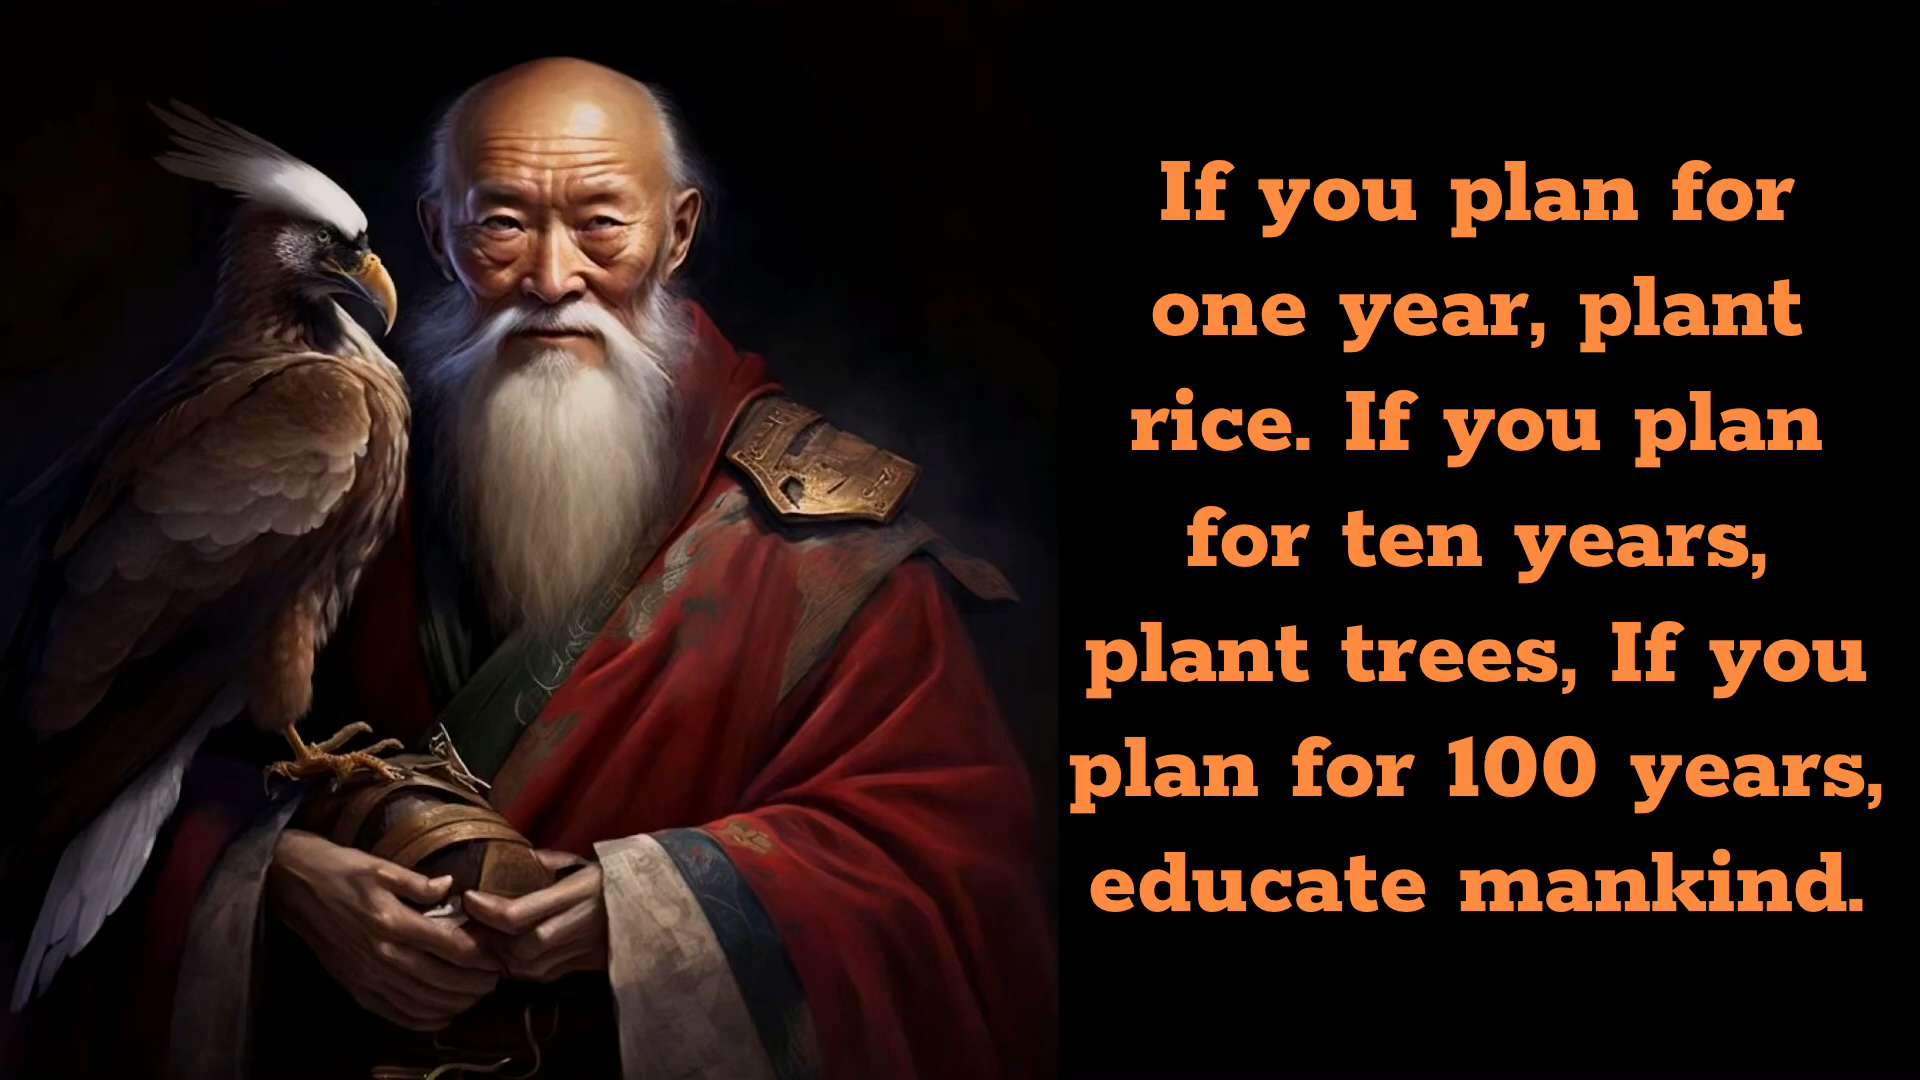 If you plan for
one year, plant
rice. If you plan
for ten years,
plant trees, If you
plan for 100 years,
educate mankind.